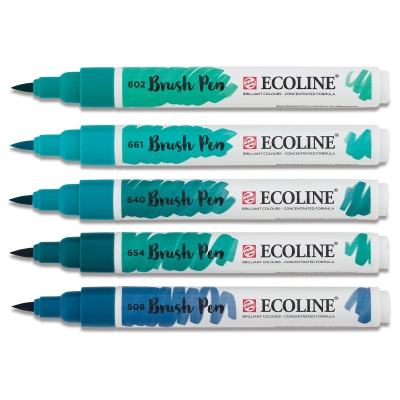 602 Brush Pen ECOLINE®
BRILLIANT COLOURS - CONCENTRATED FORMULA
661 Brush Pen ECOLINE®
BRILLIANT COLOURS - CONCENTRATED FORMULA
640 Brush Pen ECOLINE®
BRILLIANT COLOURS - CONCENTRATED FORMULA
654 Brush Pen ECOLINE®
BRILLIANT COLOURS - CONCENTRATED FORMULA
508 Brush Pen ECOLINE®
BRILLIANT COLOURS - CONCENTRATED FORMULA